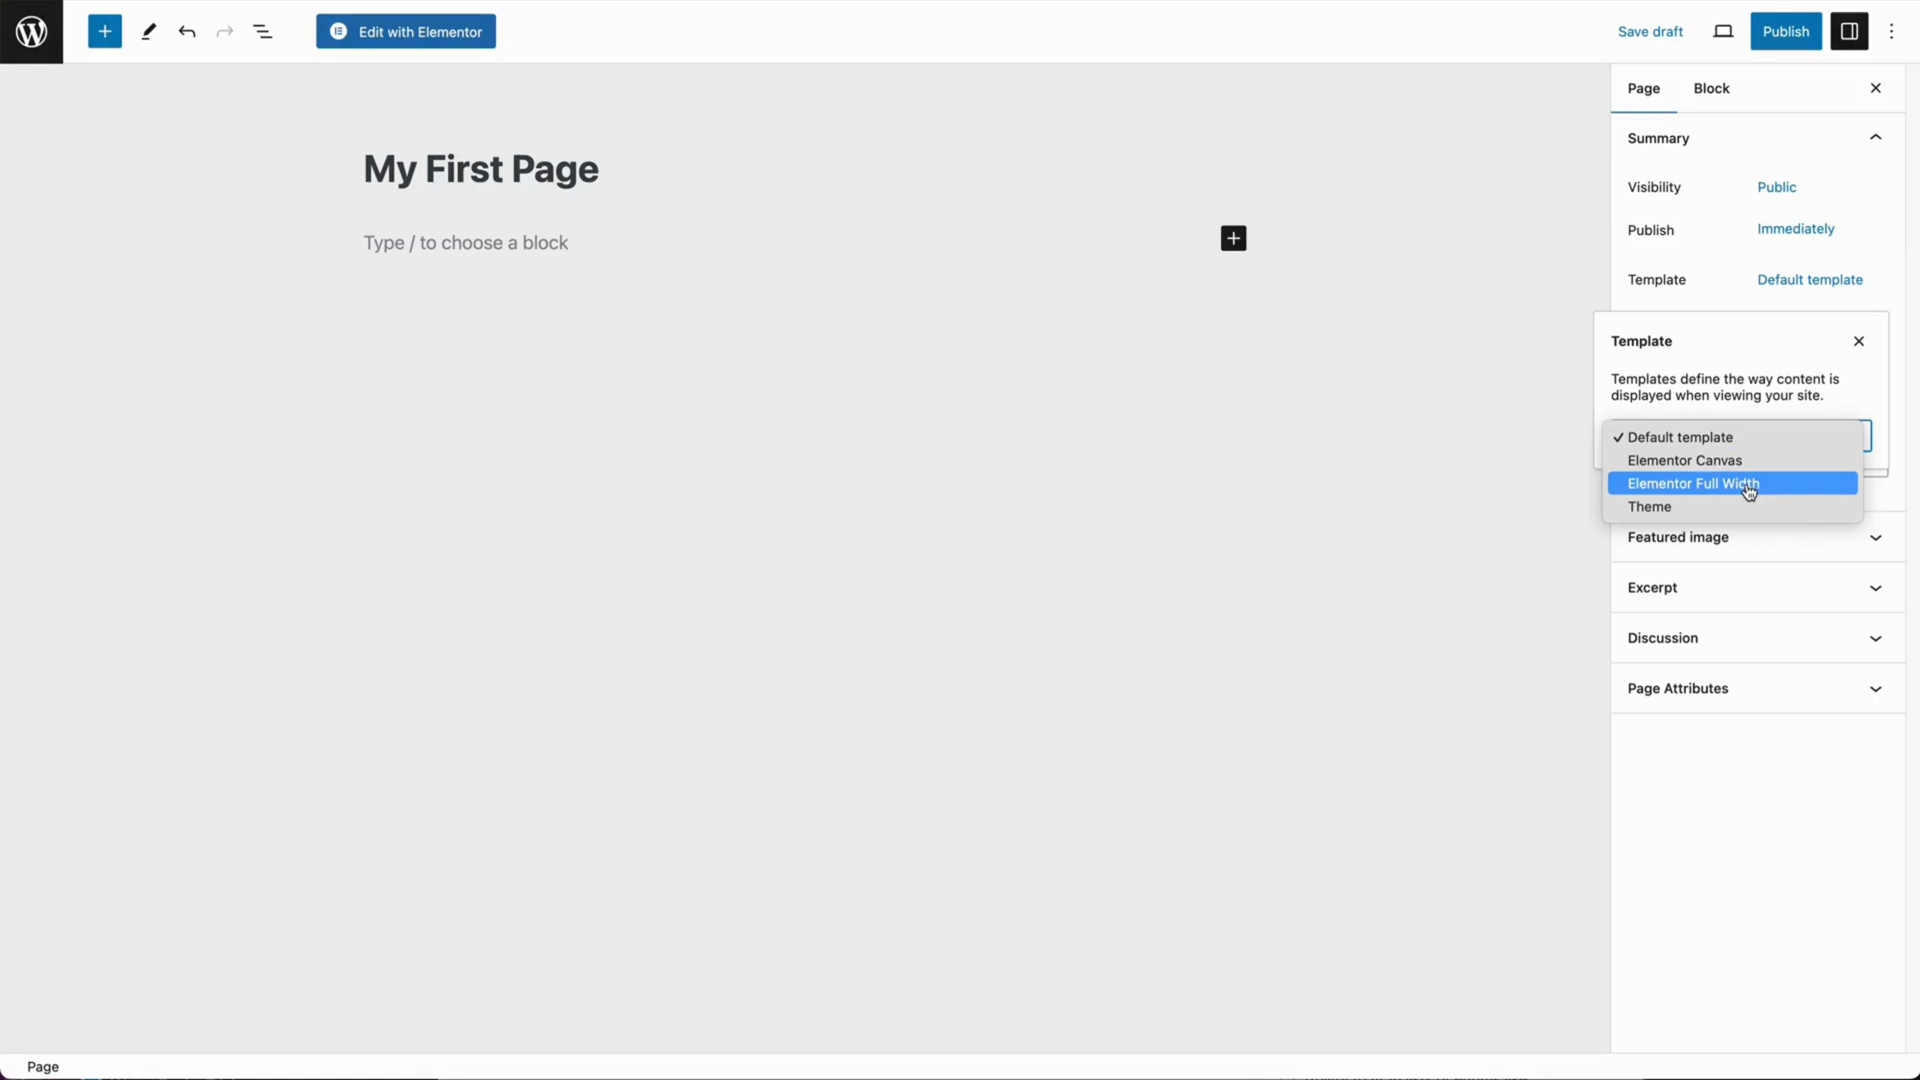 Edit with Elementor
Save draft
Publish
Page
Block
Summary
My First Page
Visibility
Public
Type / to choose a block
Publish
Immediately
Template
Default template
Template
Templates define the way content is
displayed when viewing your site.
✓ Default template
Elementor Canvas
Elementor Full Width
Theme
Featured image
Excerpt
Discussion
Page Attributes
Page